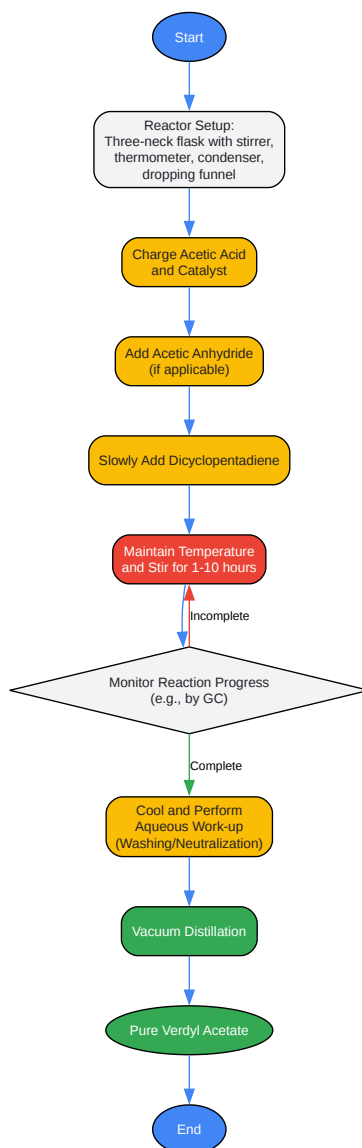 Start
Reactor Setup:
Three-neck flask with stirrer,
thermometer, condenser,
dropping funnel
Charge Acetic Acid
and Catalyst
Add Acetic Anhydride
(if applicable)
Slowly Add Dicyclopentadiene
Maintain Temperature
and Stir for 1-10 hours
Incomplete
Monitor Reaction Progress
(e.g., by GC)
Complete
Cool and Perform
Aqueous Work-up
(Washing/Neutralization)
Vacuum Distillation
Pure Verdyl Acetate
End